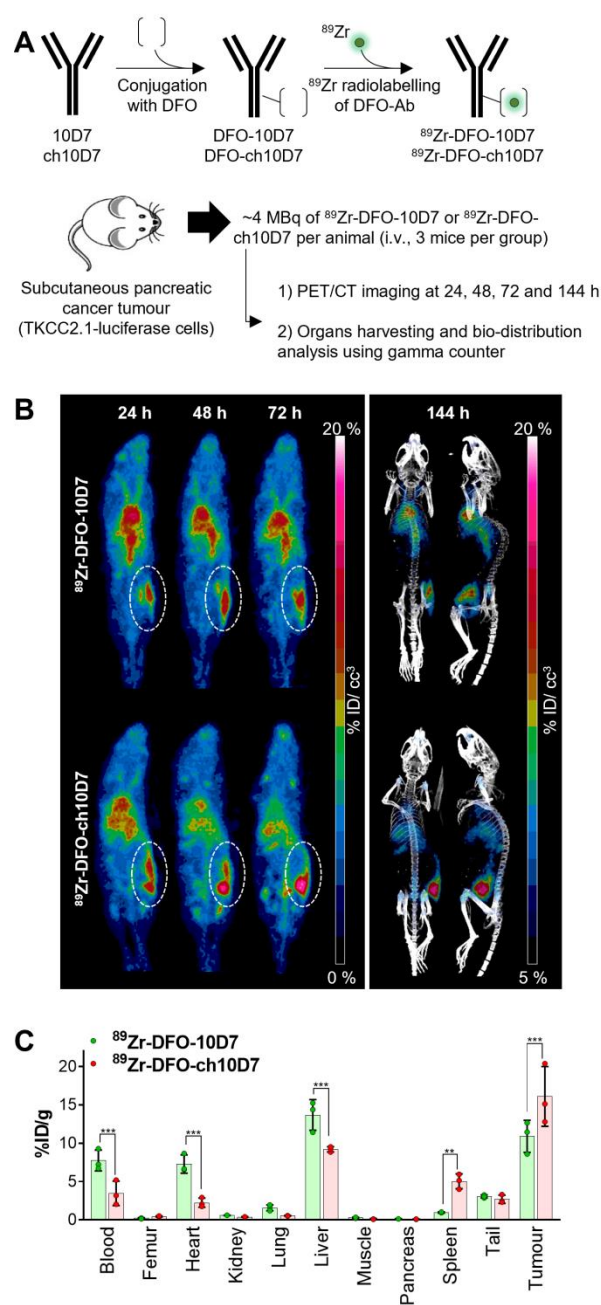 A
⁸⁹Zr
Conjugation
with DFO
⁸⁹Zr radiolabelling
of DFO-Ab
10D7
ch10D7
DFO-10D7
DFO-ch10D7
⁸⁹Zr-DFO-10D7
⁸⁹Zr-DFO-ch10D7
~4 MBq of ⁸⁹Zr-DFO-10D7 or ⁸⁹Zr-DFO-
ch10D7 per animal (i.v., 3 mice per group)
Subcutaneous pancreatic
cancer tumour
(TKCC2.1-luciferase cells)
1) PET/CT imaging at 24, 48, 72 and 144 h
2) Organs harvesting and bio-distribution
analysis using gamma counter
B
24 h 48 h 72 h 20 %
144 h 20 %
⁸⁹Zr-DFO-10D7
% ID/ cc³
% ID/ cc³
⁸⁹Zr-DFO-ch10D7
0 %
5 %
C
⁸⁹Zr-DFO-10D7
⁸⁹Zr-DFO-ch10D7
%ID/g
20
15
10
5
0
*** *** *** ** ***
Blood
Femur
Heart
Kidney
Lung
Liver
Muscle
Pancreas
Spleen
Tail
Tumour